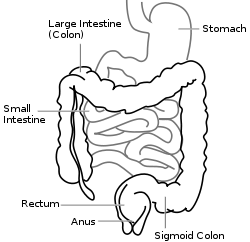 Large Intestine
(Colon)
Stomach
Small
Intestine
Rectum
Anus
Sigmoid Colon